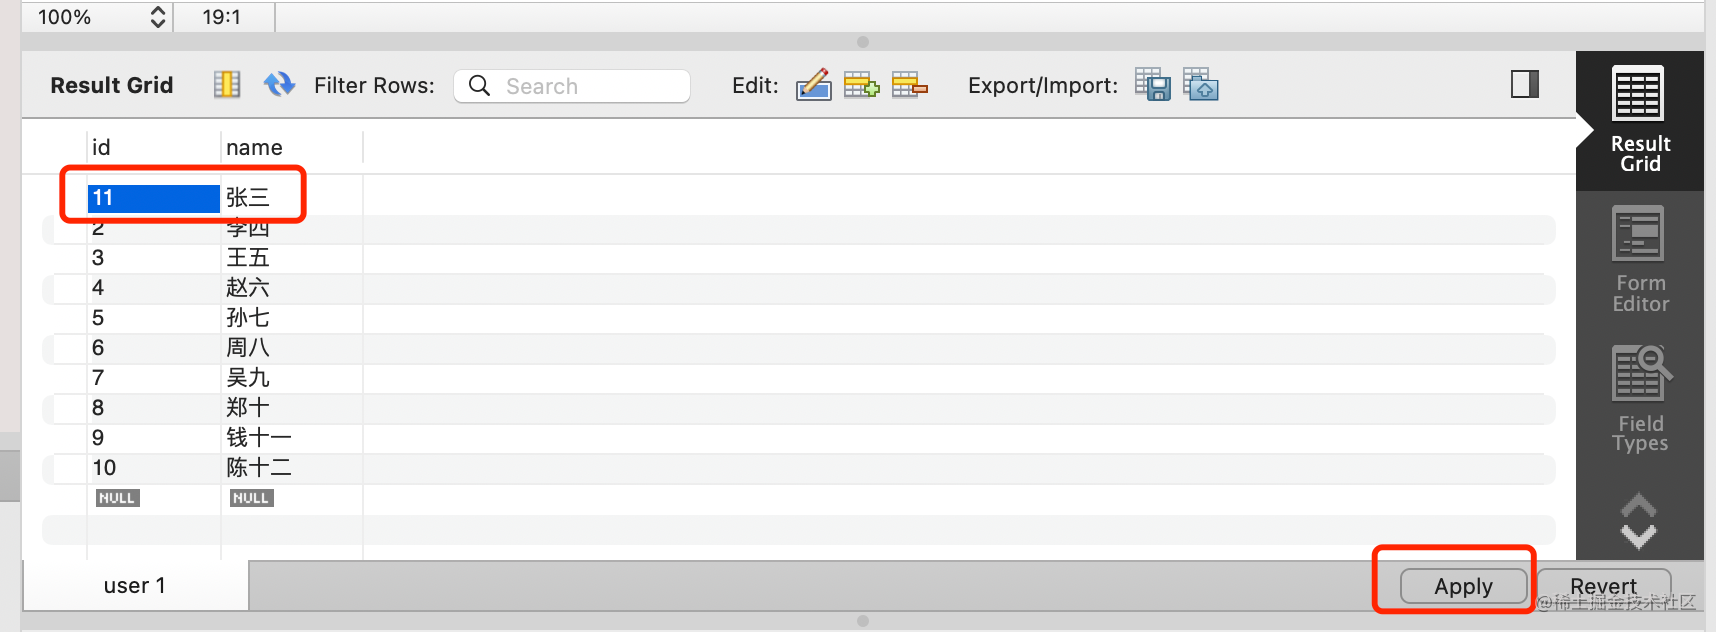 100% 19:1
Result Grid Filter Rows: Search Edit: Export/Import:
id name
11 张三
2 李四
3 王五
4 赵六
5 孙七
6 周八
7 吴九
8 郑十
9 钱十一
10 陈十二
NULL NULL
Result
Grid
Form
Editor
Field
Types
user 1 Apply Revert
@稀土掘金技术社区